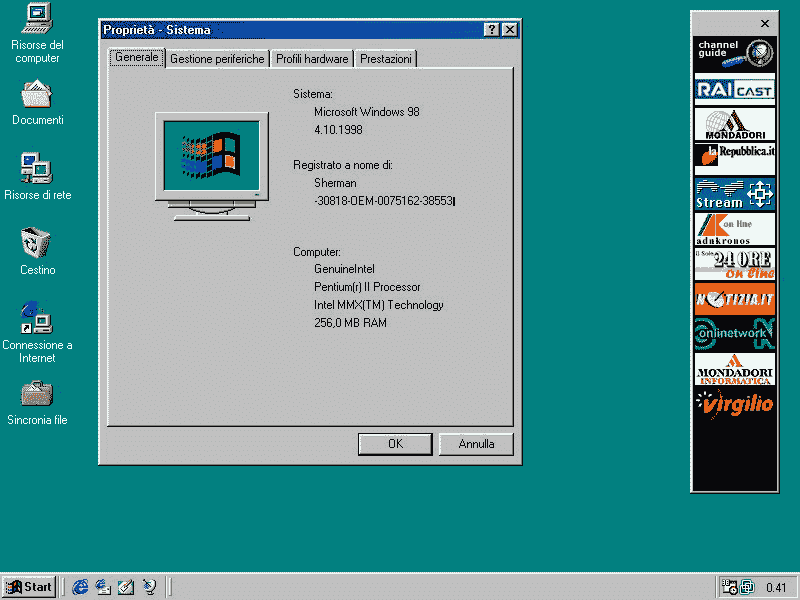 Risorse del
computer
Documenti
Risorse di rete
Cestino
Connessione a
Internet
Sincronia file
Proprietà - Sistema
Generale
Gestione periferiche
Profili hardware
Prestazioni
Sistema:
Microsoft Windows 98
4.10.1998
Registrato a nome di:
Sherman
-30818-OEM-0075162-38553
Computer:
GenuineIntel
Pentium(r) II Processor
Intel MMX(TM) Technology
256,0 MB RAM
OK
Annulla
channel
guide
RAI CAST
MONDADORI
la Repubblica.it
Stream
on line
adnkronos
Il Sole
24 ORE
on line
NOTIZIA.IT
onlinetwork
MONDADORI
INFORMATICA
Virgilio
Start
0.41